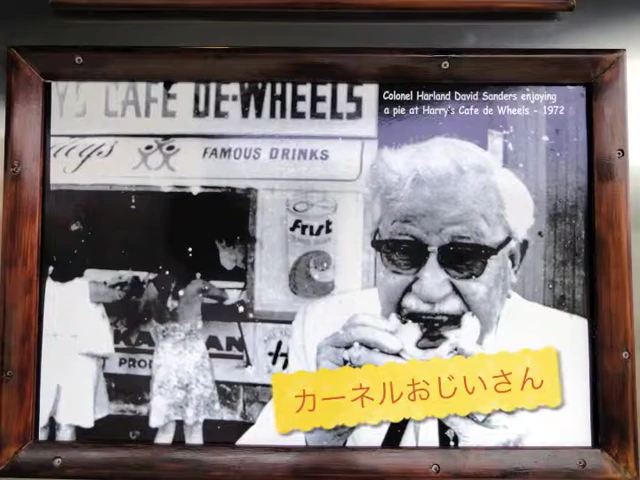 Y'S CAFE DE-WHEELS
Colonel Harland David Sanders enjoying
a pie at Harry's Cafe de Wheels - 1972
FAMOUS DRINKS
Frist
カーネルおじいさん